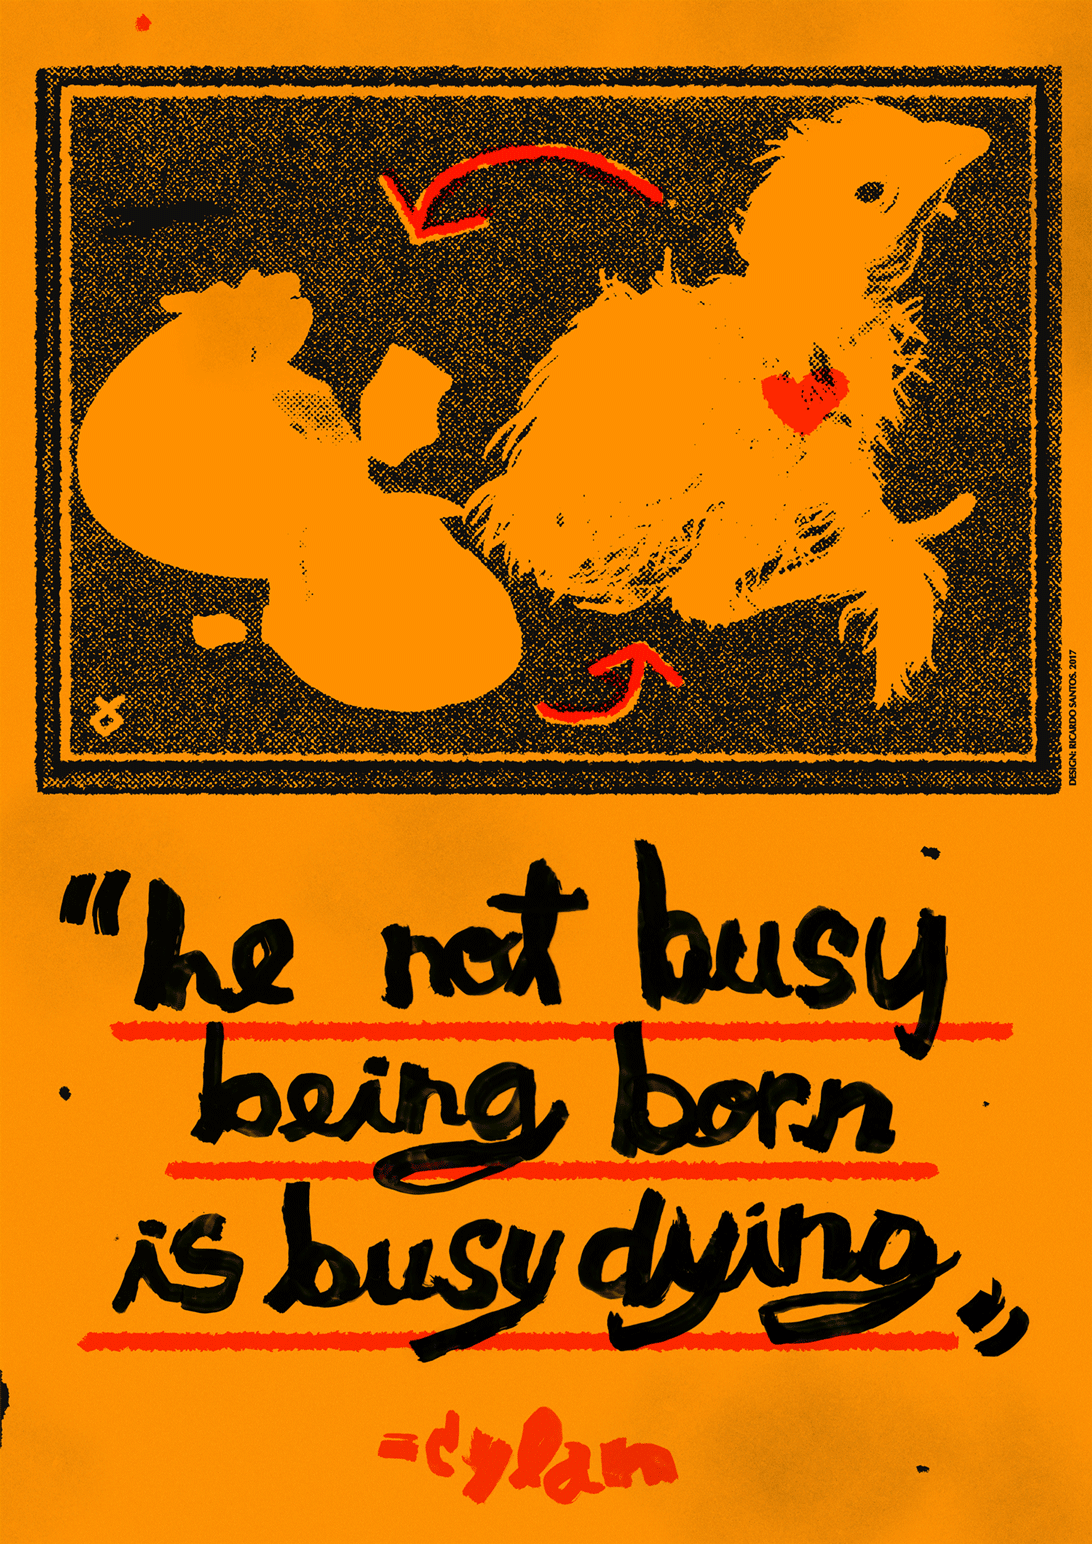 DESIGN: RICARDO SANTOS, 2017
"he not busy
being born
is busy dying"
-dylan